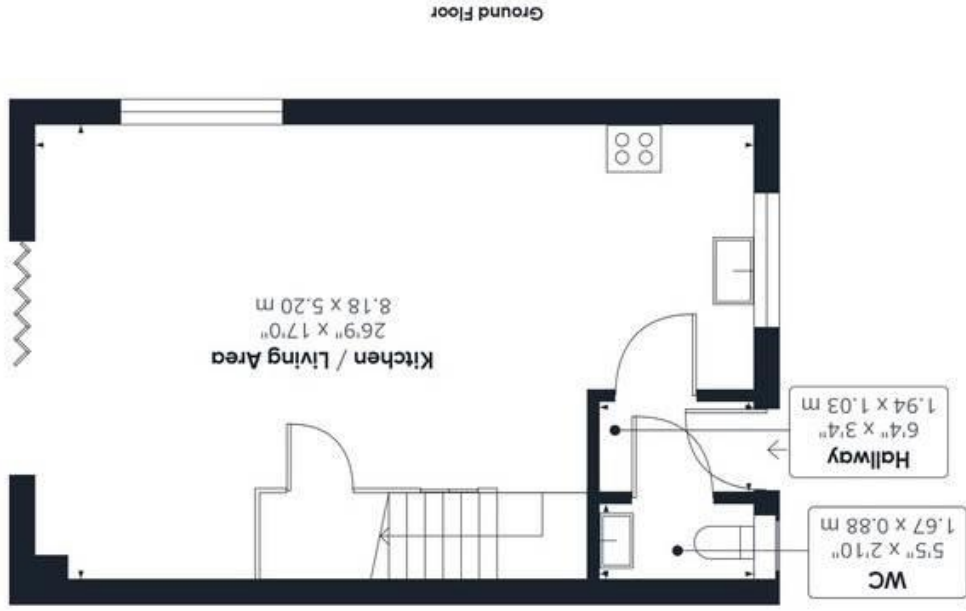 WC
5'5" x 2'10"
1.67 x 0.88 m
Hallway
6'4" x 3'4"
1.94 x 1.03 m
Kitchen / Living Area
26'9" x 17'0"
8.18 x 5.20 m
Ground Floor